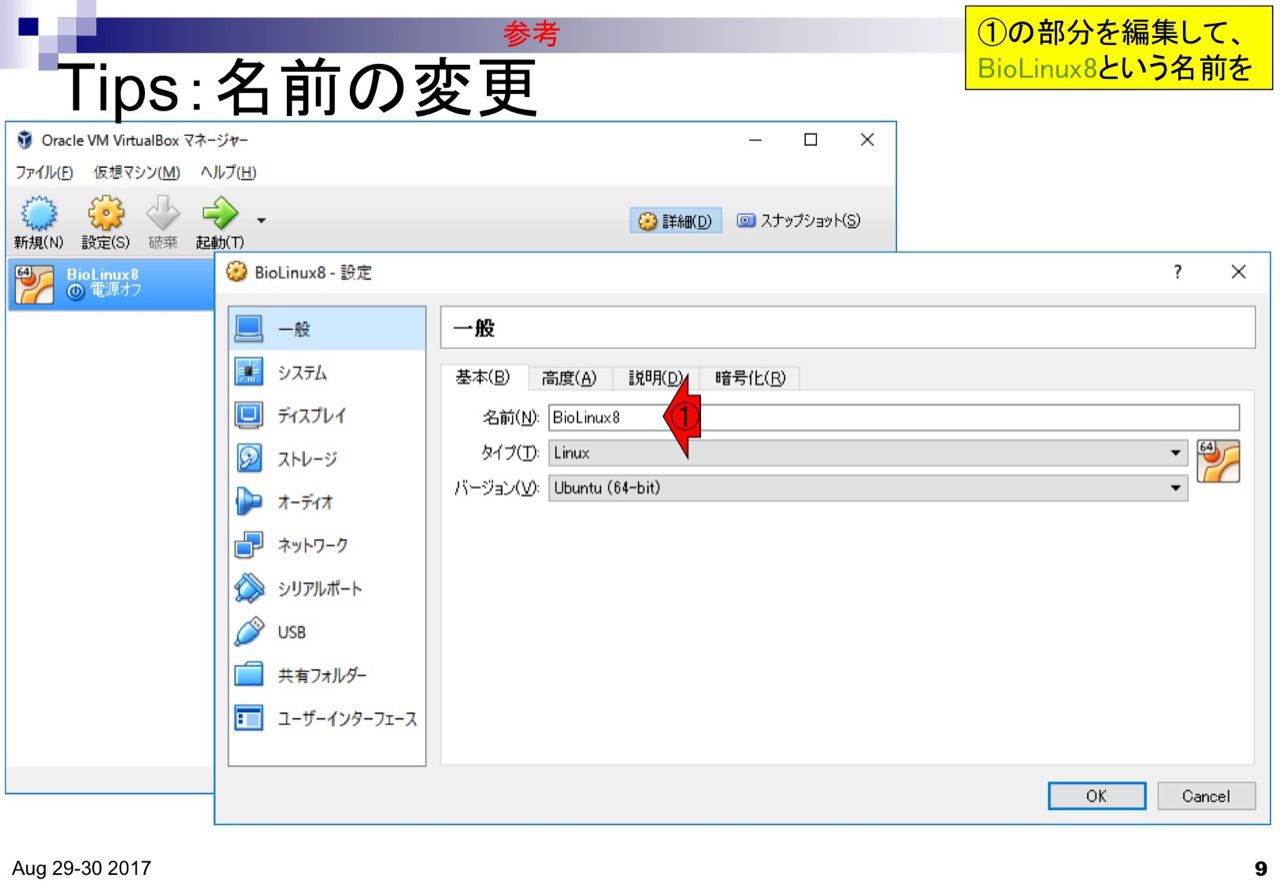 参考
①の部分を編集して、
BioLinux8という名前を
Tips:名前の変更
Oracle VM VirtualBox マネージャー
ファイル(F) 仮想マシン(M) ヘルプ(H)
新規(N) 設定(S) 破棄 起動(T) 詳細(D) スナップショット(S)
64 BioLinux8
電源オフ
BioLinux8 - 設定 ?
一般
システム
ディスプレイ
ストレージ
オーディオ
ネットワーク
シリアルポート
USB
共有フォルダー
ユーザーインターフェース
一般
基本(B) 高度(A) 説明(D) 暗号化(R)
名前(N): BioLinux8 ①
タイプ(T): Linux 64
バージョン(V): Ubuntu (64-bit)
OK Cancel
Aug 29-30 2017 9